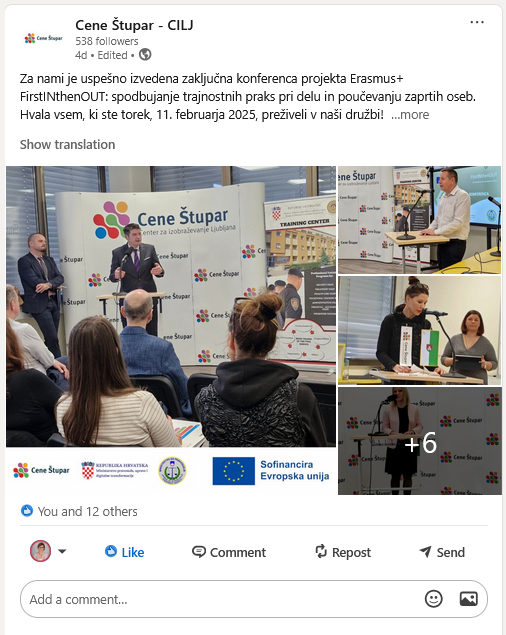 Cene Štupar - CILJ
538 followers
4d • Edited •
Za nami je uspešno izvedena zaključna konferenca projekta Erasmus+
FirstINthenOUT: spodbujanje trajnostnih praks pri delu in poučevanju zaprtih oseb.
Hvala vsem, ki ste torek, 11. februarja 2025, preživeli v naši družbi! ...more
Show translation
Cene Štupar
Center za izobraževanje Ljubljana
TRAINING CENTER
Cene Štupar
REPUBLIKA HRVATSKA
Sofinancira
Evropska unija
+6
You and 12 others
Like
Comment
Repost
Send
Add a comment...